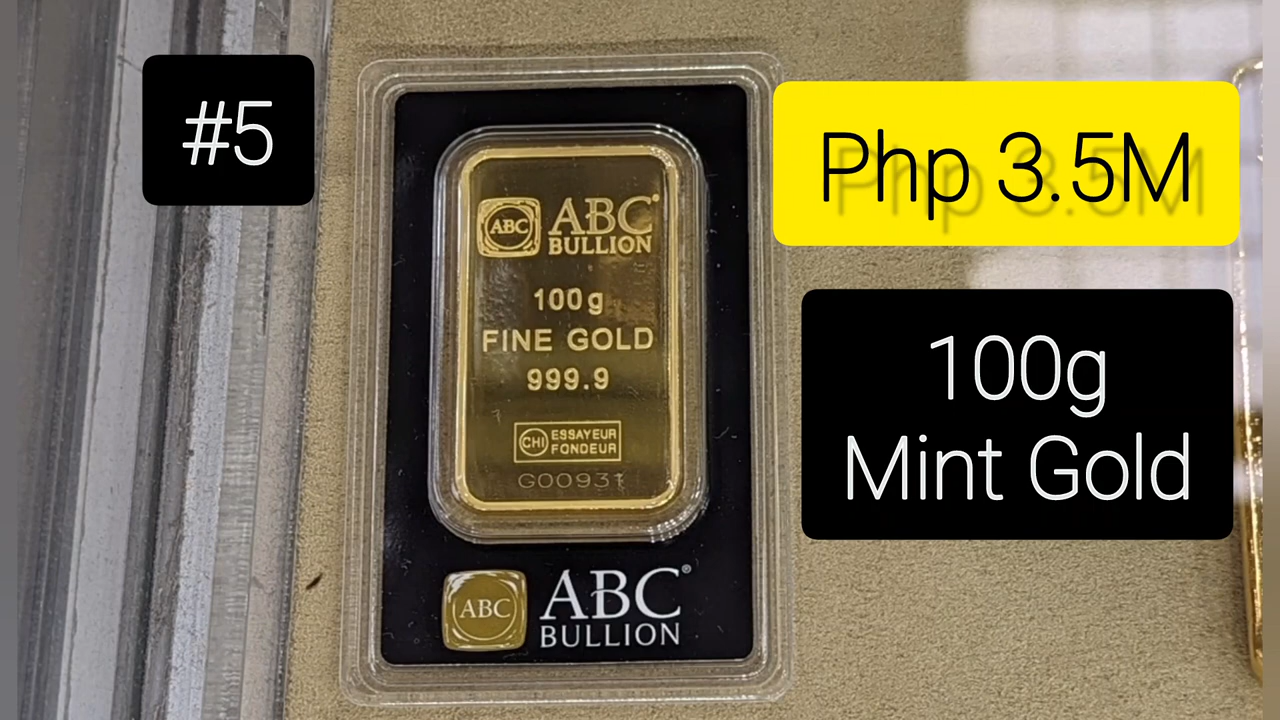 #5
Php 3.5M
100g
Mint Gold
ABC
ABC
BULLION
100g
FINE GOLD
999.9
CHI
ESSAYEUR
FONDEUR
G00931
ABC
ABC®
BULLION